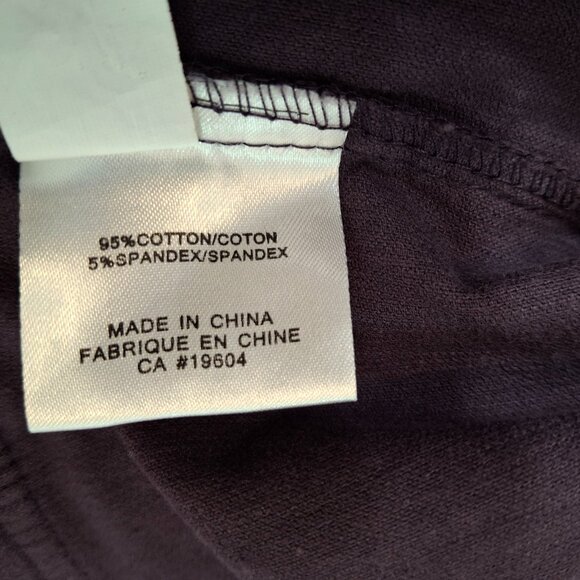 95%COTTON/COTON
5%SPANDEX/SPANDEX
MADE IN CHINA
FABRIQUE EN CHINE
CA #19604